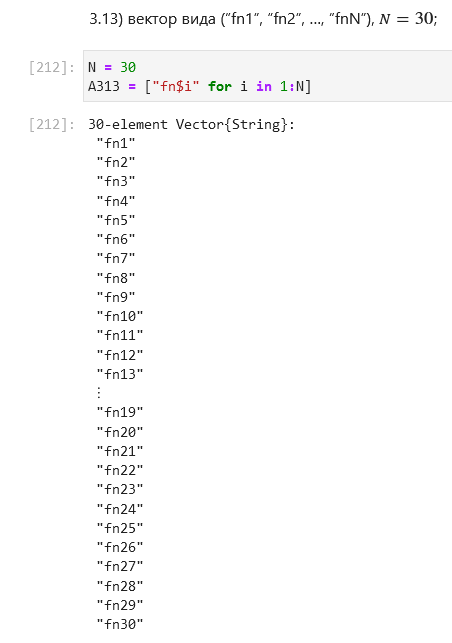 3.13) вектор вида ("fn1", "fn2", ..., "fnN"), N = 30;
[212]: N = 30
A313 = ["fn$i" for i in 1:N]
[212]: 30-element Vector{String}:
"fn1"
"fn2"
"fn3"
"fn4"
"fn5"
"fn6"
"fn7"
"fn8"
"fn9"
"fn10"
"fn11"
"fn12"
"fn13"
⋮
"fn19"
"fn20"
"fn21"
"fn22"
"fn23"
"fn24"
"fn25"
"fn26"
"fn27"
"fn28"
"fn29"
"fn30"